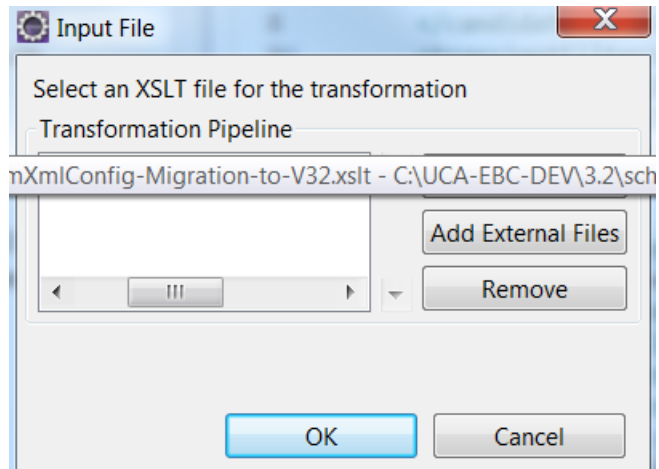 Input File
Select an XSLT file for the transformation
Transformation Pipeline
mXmlConfig-Migration-to-V32.xslt - C:\UCA-EBC-DEV\3.2\sch
Add External Files
Remove
OK
Cancel